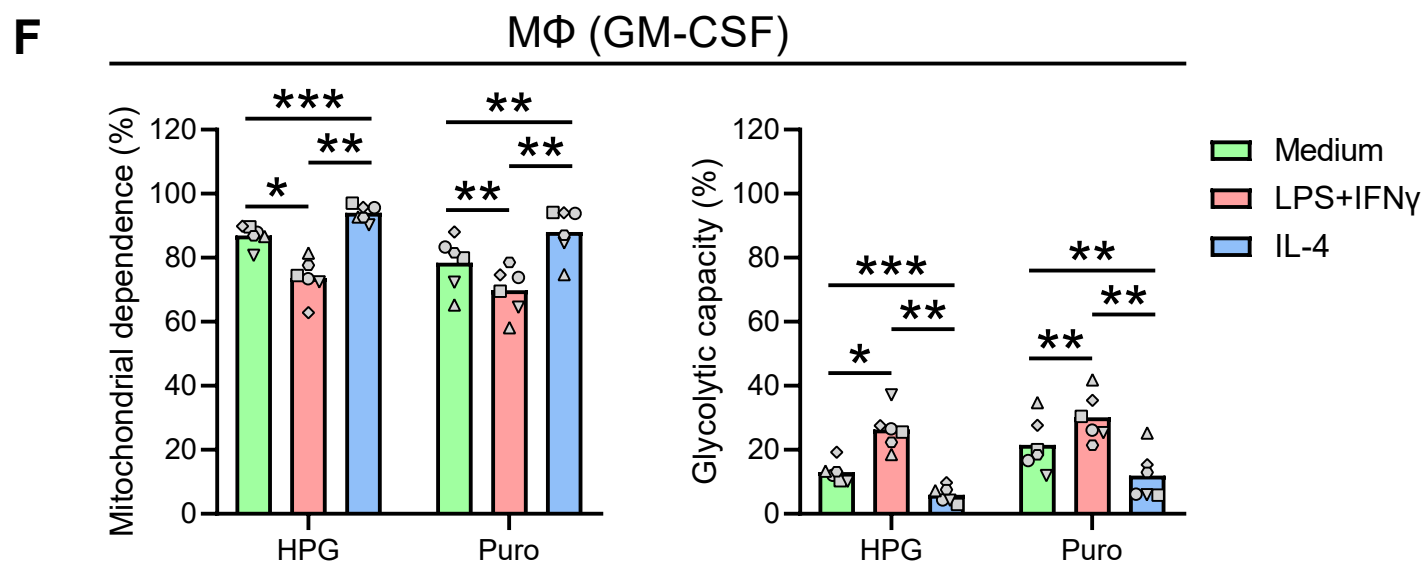 F
MΦ (GM-CSF)
Mitochondrial dependence (%)
120
100
80
60
40
20
0
***
**
*
**
**
**
HPG
Puro
Glycolytic capacity (%)
120
100
80
60
40
20
0
***
**
*
**
**
**
HPG
Puro
Medium
LPS+IFNγ
IL-4